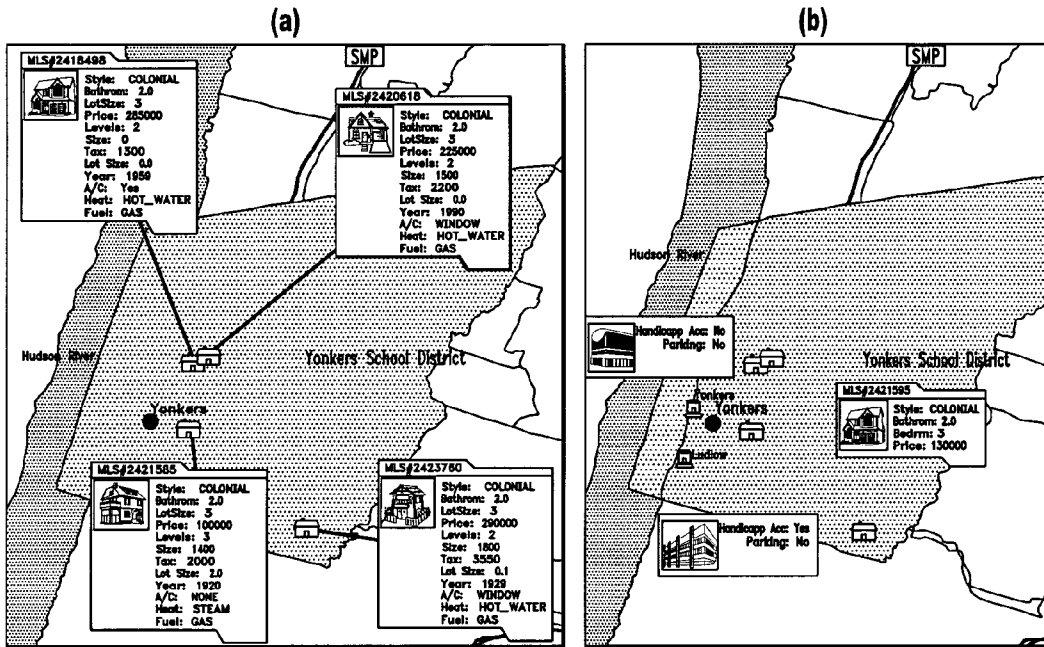 (a)
SMP
MLS#2418498
Style: COLONIAL
Bathrom: 2.0
LotSize: 3
Price: 285000
Levels: 2
Size: 0
Tax: 1300
Lot Size: 0.0
Year: 1959
A/C: Yes
Heat: HOT_WATER
Fuel: GAS
MLS#2420618
Style: COLONIAL
Bathrom: 2.0
LotSize: 3
Price: 225000
Levels: 2
Size: 1500
Tax: 2200
Lot Size: 0.0
Year: 1990
A/C: WINDOW
Heat: HOT_WATER
Fuel: GAS
Hudson River
Yonkers School District
Yonkers
MLS#2421585
Style: COLONIAL
Bathrom: 2.0
LotSize: 3
Price: 100000
Levels: 3
Size: 1400
Tax: 2000
Lot Size: 2.0
Year: 1920
A/C: NONE
Heat: STEAM
Fuel: GAS
MLS#2423760
Style: COLONIAL
Bathrom: 2.0
LotSize: 3
Price: 290000
Levels: 2
Size: 1800
Tax: 3550
Lot Size: 0.1
Year: 1929
A/C: WINDOW
Heat: HOT_WATER
Fuel: GAS
(b)
SMP
Hudson River
Handicapp Acc: No
Parking: No
Yonkers School District
Yonkers
Yonkers
Ludlow
MLS#2421595
Style: COLONIAL
Bathrom: 2.0
Bedrm: 3
Price: 130000
Handicapp Acc: Yes
Parking: No